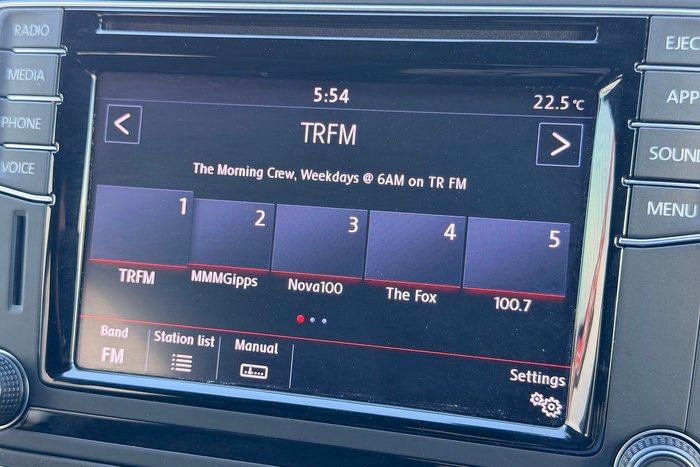 RADIO
MEDIA
PHONE
VOICE
5:54
22.5°C
<
TRFM
>
The Morning Crew, Weekdays @ 6AM on TR FM
1
2
3
4
5
TRFM
MMMGipps
Nova100
The Fox
100.7
Band
FM
Station list
Manual
Settings
EJEC
APP
SOUN
MENU